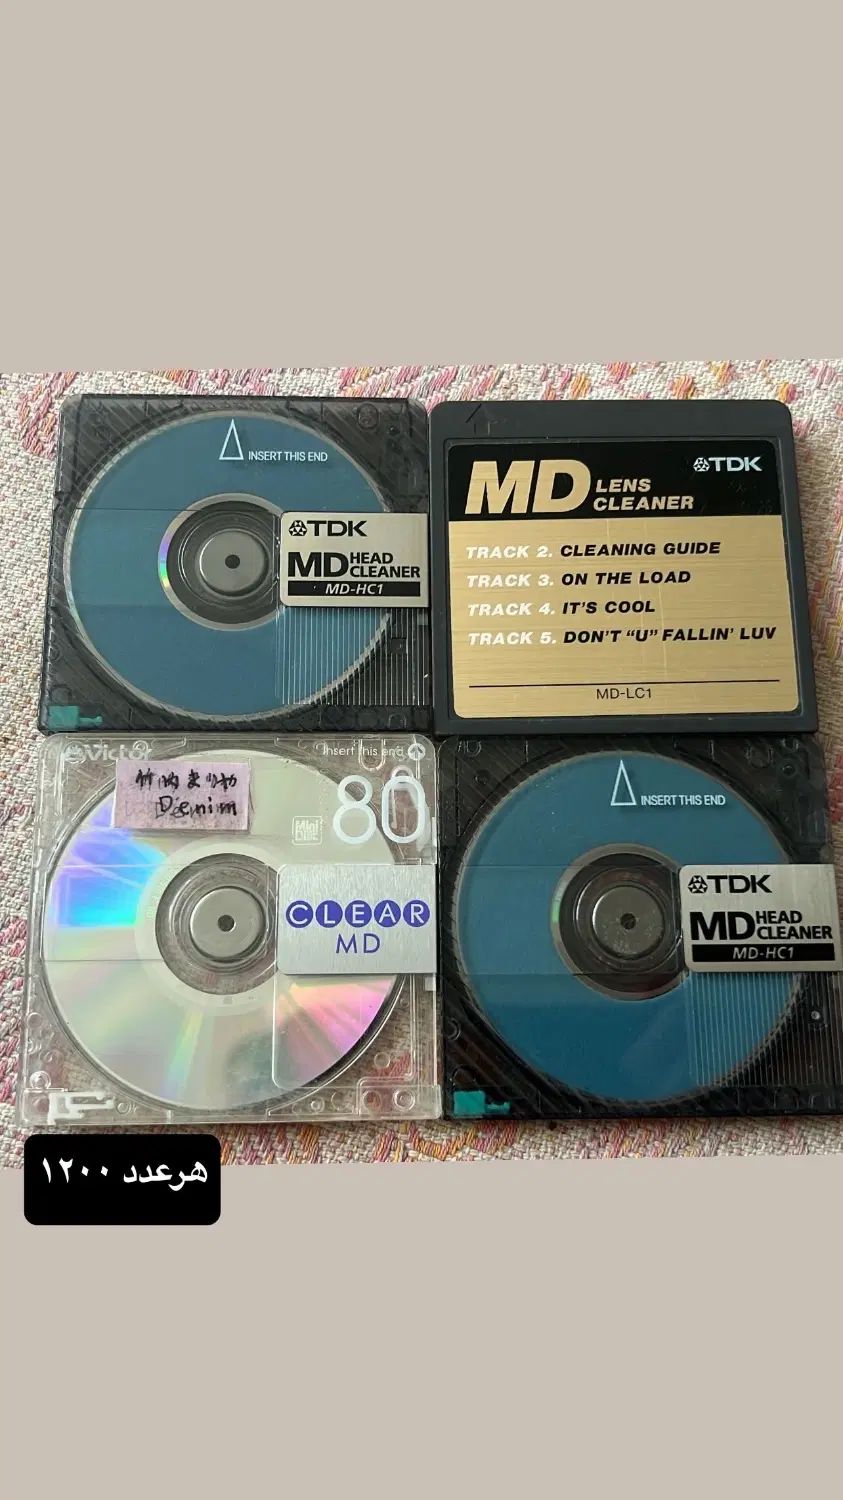 INSERT THIS END
TDK
MD HEAD CLEANER
MD-HC1
TDK
MD LENS CLEANER
TRACK 2. CLEANING GUIDE
TRACK 3. ON THE LOAD
TRACK 4. IT'S COOL
TRACK 5. DON'T "U" FALLIN' LUV
MD-LC1
Victor
Insert this end
竹内まりや
Denim
80
Mini Disc
CLEAR
MD
INSERT THIS END
TDK
MD HEAD CLEANER
MD-HC1
هرعدد ۱۲۰۰